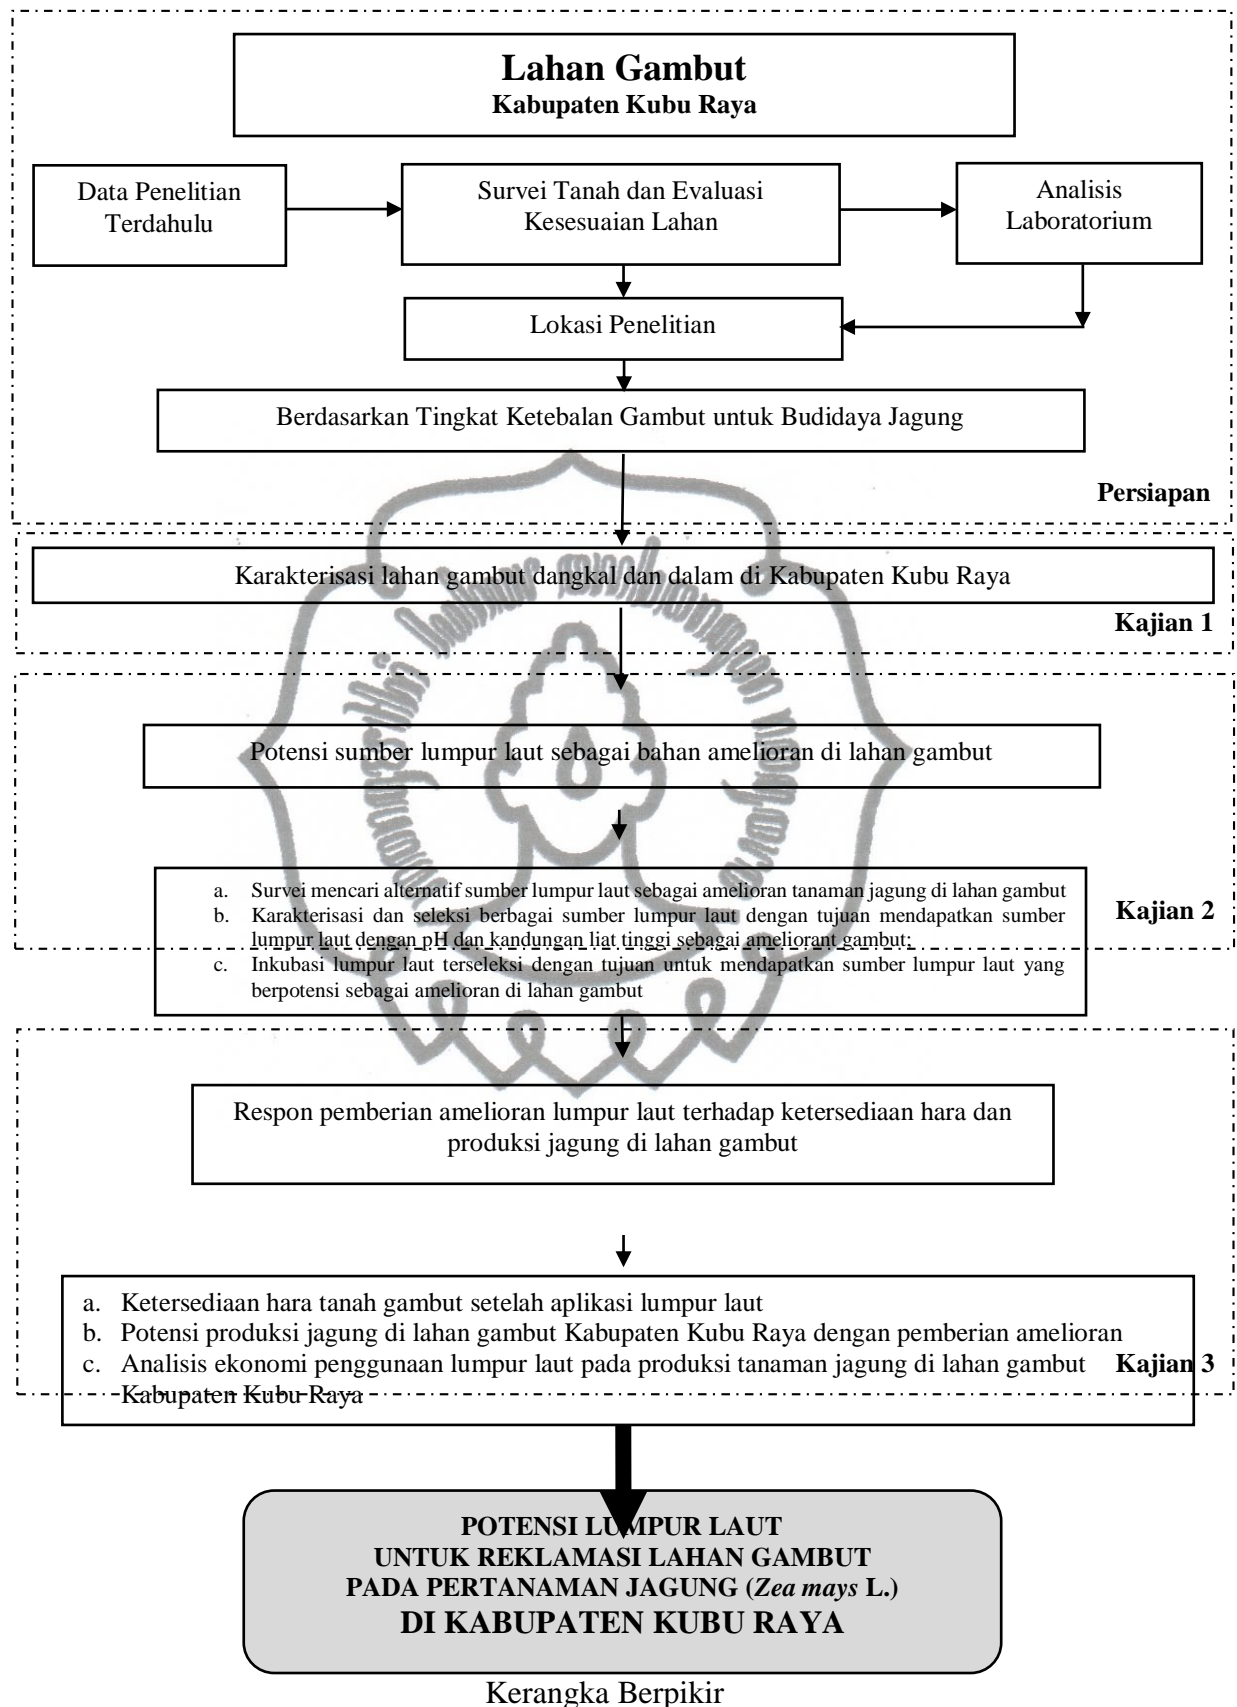 Lahan Gambut
Kabupaten Kubu Raya
Data Penelitian
Terdahulu
Survei Tanah dan Evaluasi
Kesesuaian Lahan
Analisis
Laboratorium
Lokasi Penelitian
Berdasarkan Tingkat Ketebalan Gambut untuk Budidaya Jagung
Persiapan
Karakterisasi lahan gambut dangkal dan dalam di Kabupaten Kubu Raya
Kajian 1
Potensi sumber lumpur laut sebagai bahan amelioran di lahan gambut
a. Survei mencari alternatif sumber lumpur laut sebagai amelioran tanaman jagung di lahan gambut
b. Karakterisasi dan seleksi berbagai sumber lumpur laut dengan tujuan mendapatkan sumber
lumpur laut dengan pH dan kandungan liat tinggi sebagai ameliorant gambut;
c. Inkubasi lumpur laut terseleksi dengan tujuan untuk mendapatkan sumber lumpur laut yang
berpotensi sebagai amelioran di lahan gambut
Kajian 2
Respon pemberian amelioran lumpur laut terhadap ketersediaan hara dan
produksi jagung di lahan gambut
a. Ketersediaan hara tanah gambut setelah aplikasi lumpur laut
b. Potensi produksi jagung di lahan gambut Kabupaten Kubu Raya dengan pemberian amelioran
c. Analisis ekonomi penggunaan lumpur laut pada produksi tanaman jagung di lahan gambut
Kabupaten Kubu Raya
Kajian 3
POTENSI LUMPUR LAUT
UNTUK REKLAMASI LAHAN GAMBUT
PADA PERTANAMAN JAGUNG (Zea mays L.)
DI KABUPATEN KUBU RAYA
Kerangka Berpikir